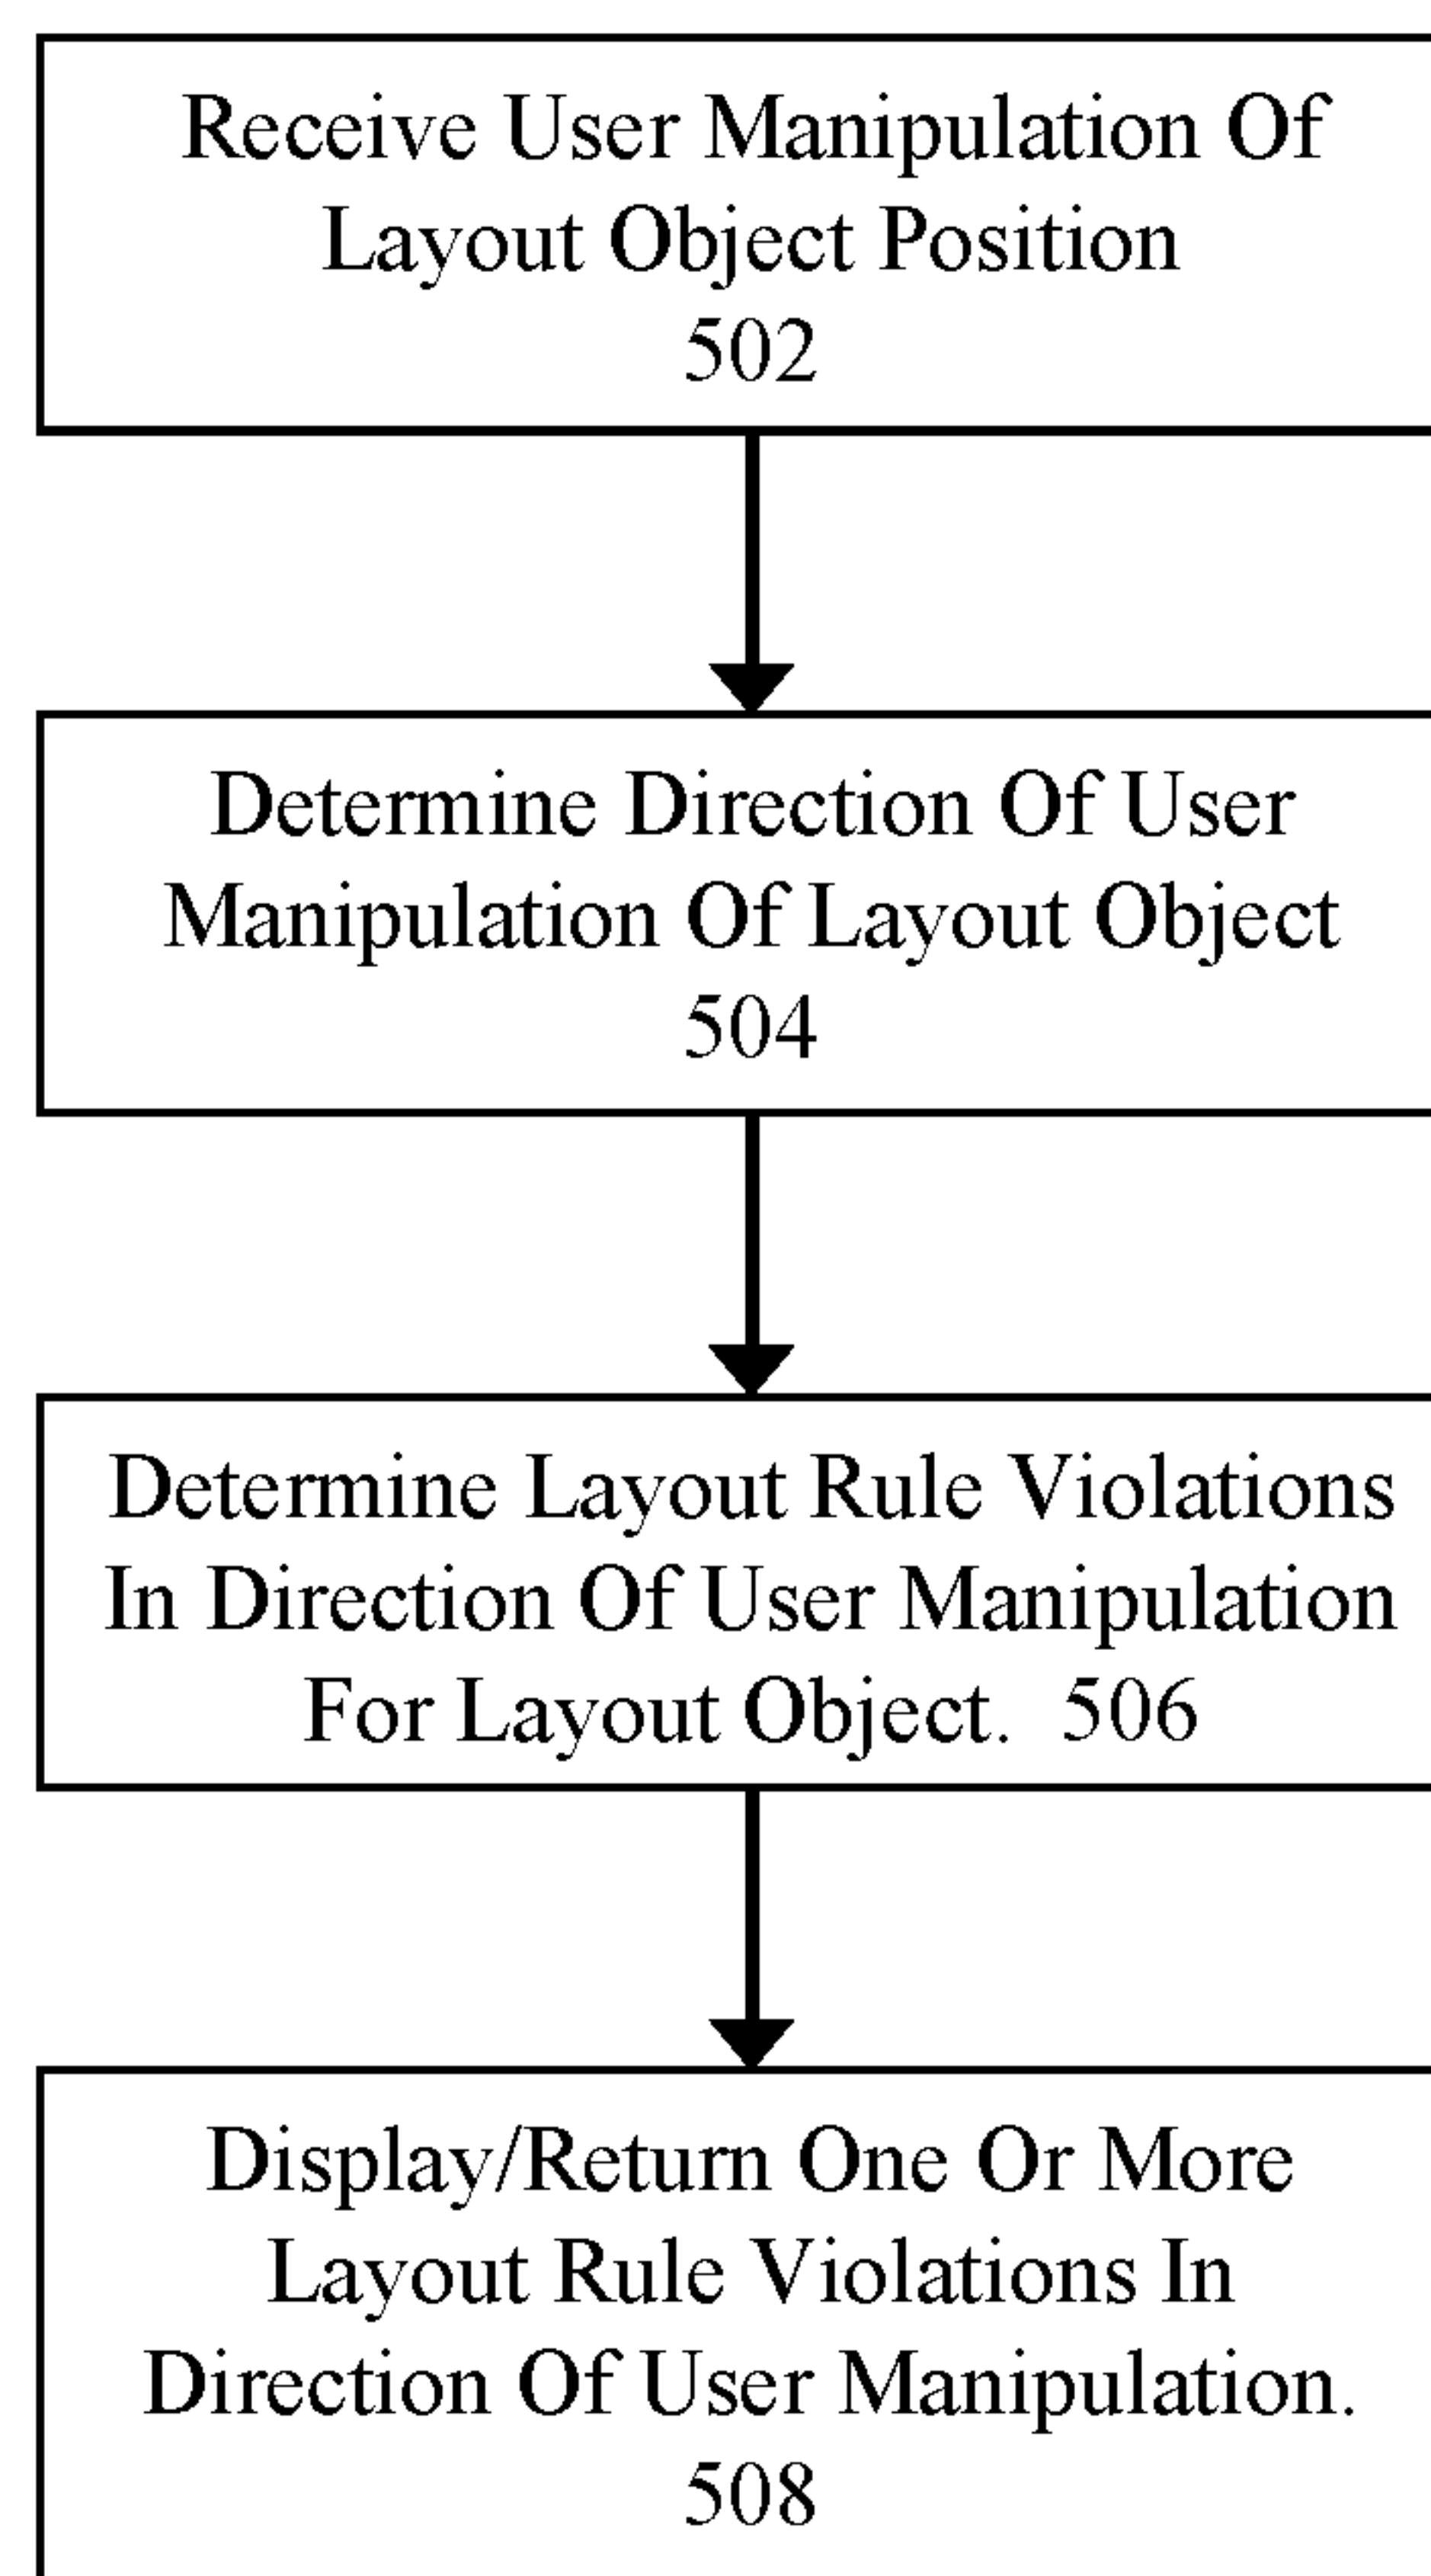 Receive User Manipulation Of
Layout Object Position
502
Determine Direction Of User
Manipulation Of Layout Object
504
Determine Layout Rule Violations
In Direction Of User Manipulation
For Layout Object. 506
Display/Return One Or More
Layout Rule Violations In
Direction Of User Manipulation.
508